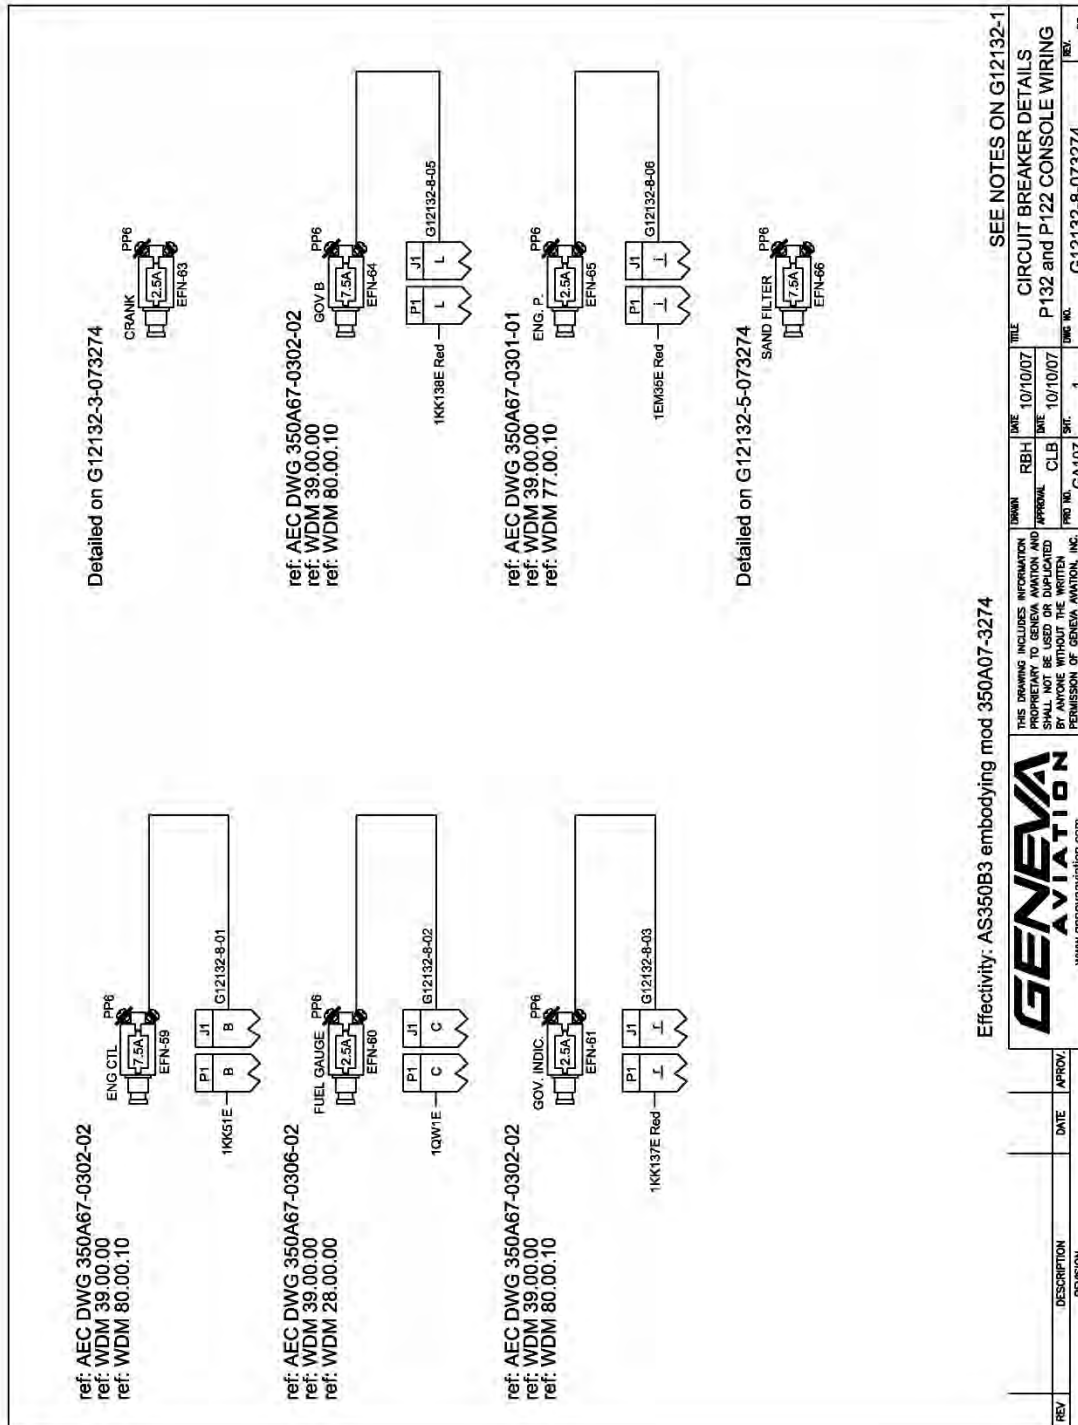 ref: AEC DWG 350A67-0302-02
ref: WDM 39.00.00
ref: WDM 80.00.10
ENG CTL
PP6
7.5A
EFN-59
P1
J1
B
B
1KK51E
G12132-8-01
ref: AEC DWG 350A67-0306-02
ref: WDM 39.00.00
ref: WDM 28.00.00
FUEL GAUGE
PP6
2.5A
EFN-60
P1
J1
C
C
1QW1E
G12132-8-02
ref: AEC DWG 350A67-0302-02
ref: WDM 39.00.00
ref: WDM 80.00.10
GOV. INDIC.
PP6
2.5A
EFN-61
P1
J1
1KK137E Red
G12132-8-03
Detailed on G12132-3-073274
CRANK
PP6
2.5A
EFN-63
ref: AEC DWG 350A67-0302-02
ref: WDM 39.00.00
ref: WDM 80.00.10
GOV B
PP6
7.5A
EFN-64
P1
J1
L
L
1KK138E Red
G12132-8-05
ref: AEC DWG 350A67-0301-01
ref: WDM 39.00.00
ref: WDM 77.00.10
ENG. P.
PP6
2.5A
EFN-65
P1
J1
1EM35E Red
G12132-8-06
Detailed on G12132-5-073274
SAND FILTER
PP6
7.5A
EFN-66
Effectivity: AS350B3 embodying mod 350A07-3274
SEE NOTES ON G12132-1
REV
DESCRIPTION
DATE
APROV.
GENEVA
AVIATION
THIS DRAWING INCLUDES INFORMATION
PROPRIETARY TO GENEVA AVIATION AND
SHALL NOT BE USED OR DUPLICATED
BY ANYONE WITHOUT THE WRITTEN
PERMISSION OF GENEVA AVIATION, INC.
DRAWN
RBH
DATE
10/10/07
APPROVAL
CLB
DATE
10/10/07
PRO NO.
SHT.
1
TITLE
CIRCUIT BREAKER DETAILS
P132 and P122 CONSOLE WIRING
DWG NO.
G12132-8-073274
REV.